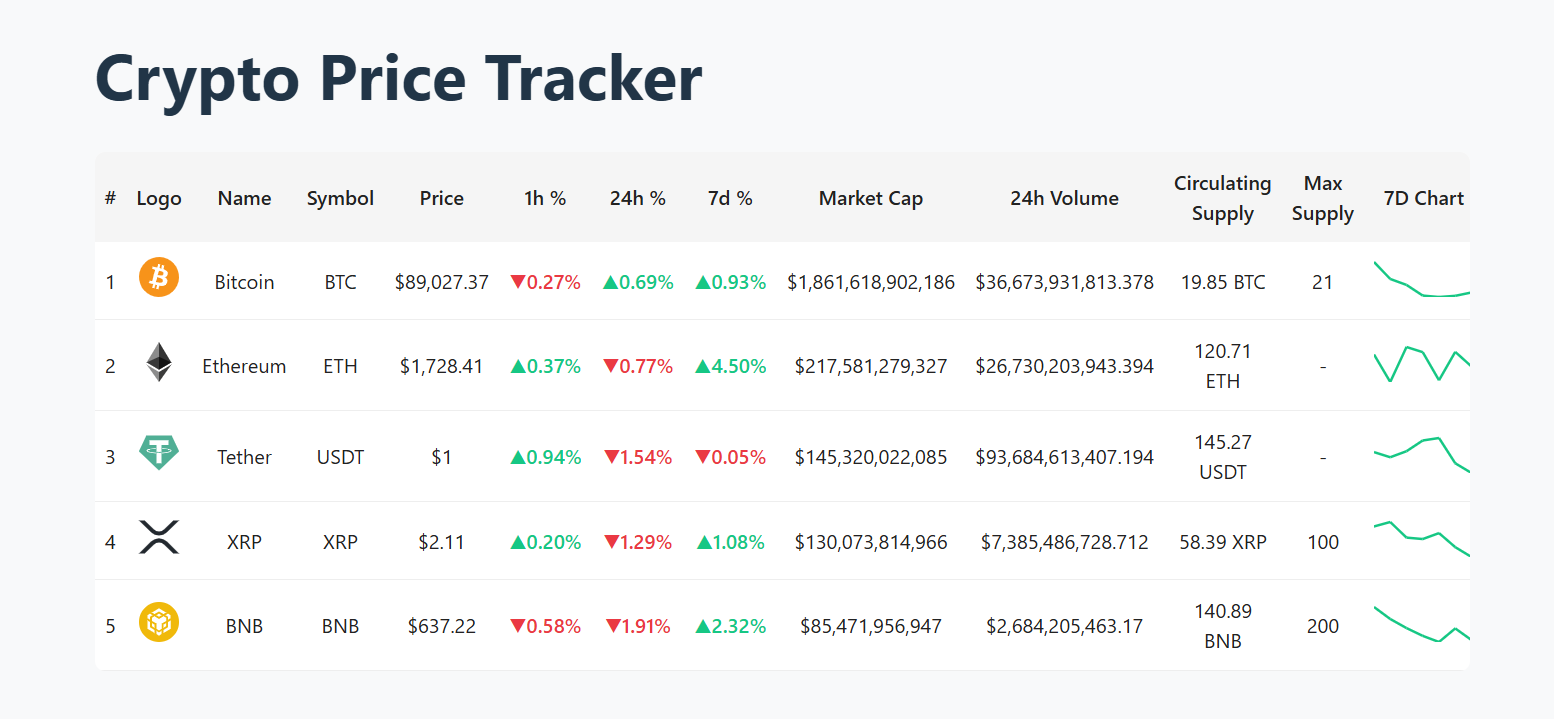 Crypto Price Tracker
# Logo Name Symbol Price 1h % 24h % 7d % Market Cap 24h Volume Circulating Supply Max Supply 7D Chart
1 Bitcoin BTC $89,027.37 ▼0.27% ▲0.69% ▲0.93% $1,861,618,902,186 $36,673,931,813.378 19.85 BTC 21
2 Ethereum ETH $1,728.41 ▲0.37% ▼0.77% ▲4.50% $217,581,279,327 $26,730,203,943.394 120.71 ETH -
3 Tether USDT $1 ▲0.94% ▼1.54% ▼0.05% $145,320,022,085 $93,684,613,407.194 145.27 USDT -
4 XRP XRP $2.11 ▲0.20% ▼1.29% ▲1.08% $130,073,814,966 $7,385,486,728.712 58.39 XRP 100
5 BNB BNB $637.22 ▼0.58% ▼1.91% ▲2.32% $85,471,956,947 $2,684,205,463.17 140.89 BNB 200